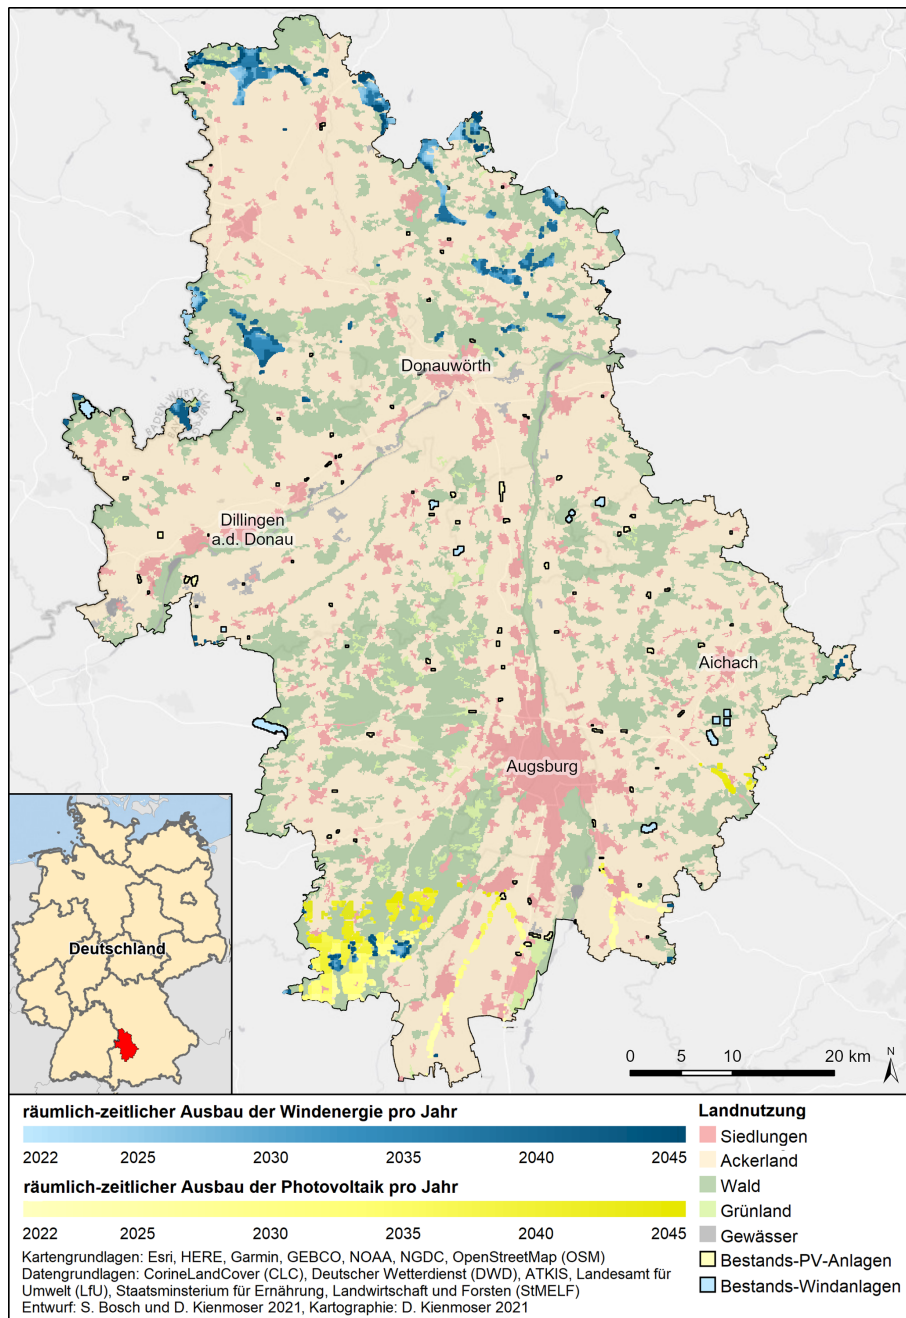 Donauwörth
BADEN-WÜRTT
Dillingen
a.d. Donau
Aichach
Augsburg
Deutschland
0 5 10 20 km
N
räumlich-zeitlicher Ausbau der Windenergie pro Jahr
2022 2025 2030 2035 2040 2045
räumlich-zeitlicher Ausbau der Photovoltaik pro Jahr
2022 2025 2030 2035 2040 2045
Kartengrundlagen: Esri, HERE, Garmin, GEBCO, NOAA, NGDC, OpenStreetMap (OSM)
Datengrundlagen: CorineLandCover (CLC), Deutscher Wetterdienst (DWD), ATKIS, Landesamt für
Umwelt (LfU), Staatsminsterium für Ernährung, Landwirtschaft und Forsten (StMELF)
Entwurf: S. Bosch und D. Kienmoser 2021, Kartographie: D. Kienmoser 2021
Landnutzung
Siedlungen
Ackerland
Wald
Grünland
Gewässer
Bestands-PV-Anlagen
Bestands-Windanlagen